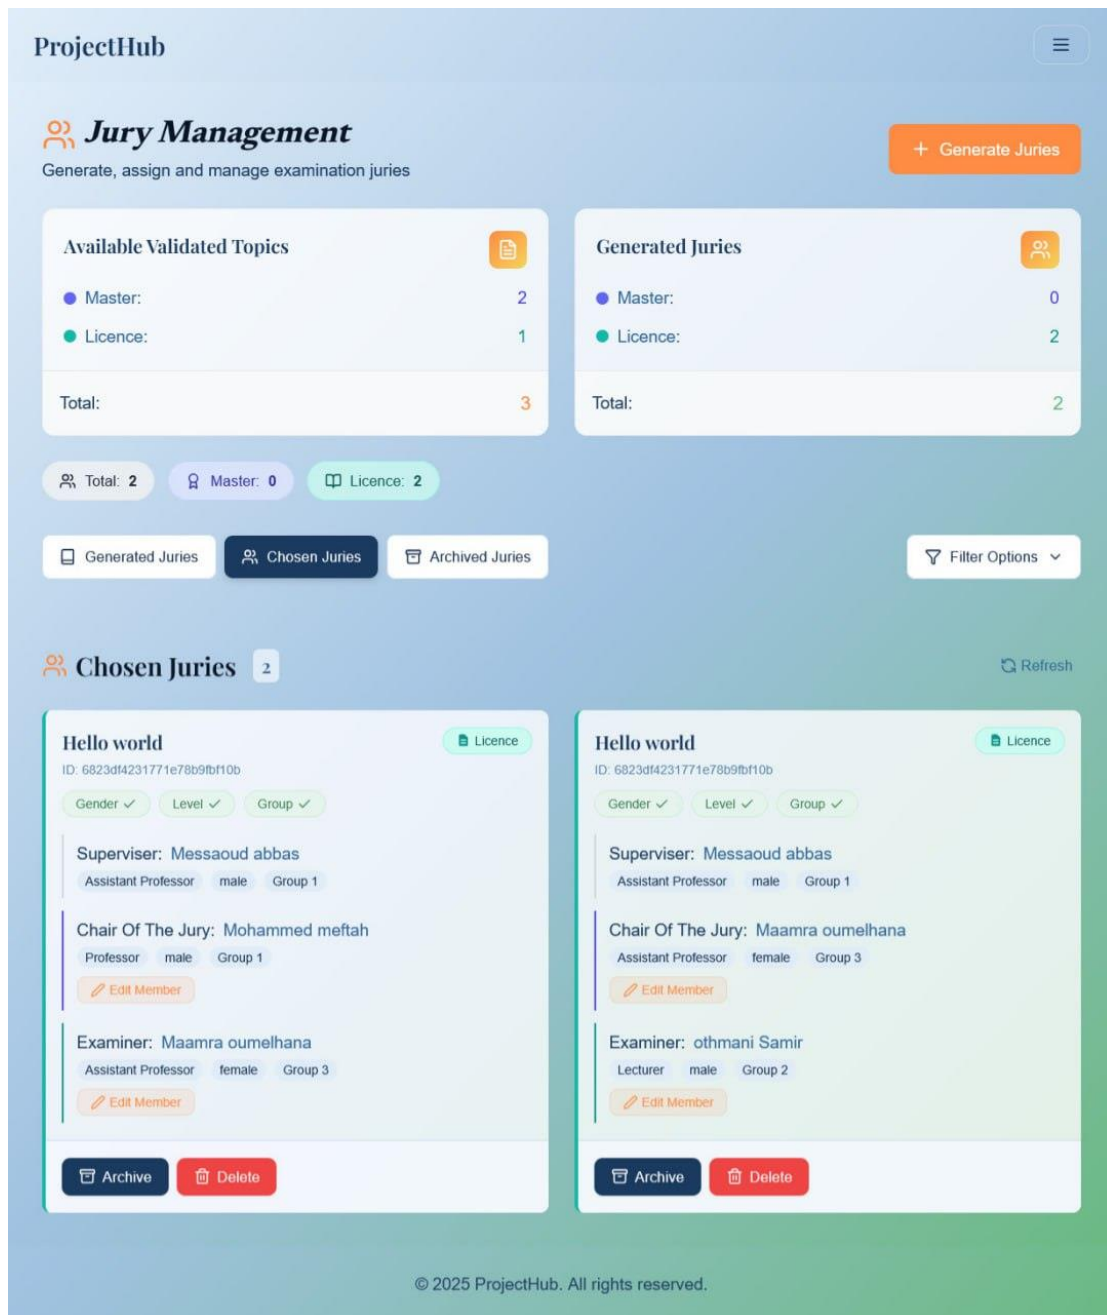 ProjectHub
Jury Management
Generate, assign and manage examination juries
+ Generate Juries
Available Validated Topics
Master: 2
Licence: 1
Total: 3
Generated Juries
Master: 0
Licence: 2
Total: 2
Total: 2 Master: 0 Licence: 2
Generated Juries Chosen Juries Archived Juries Filter Options
Chosen Juries 2 Refresh
Hello world Licence
ID: 6823df4231771e78b9fbf10b
Gender ✓ Level ✓ Group ✓
Superviser: Messaoud abbas
Assistant Professor male Group 1
Chair Of The Jury: Mohammed meftah
Professor male Group 1
Edit Member
Examiner: Maamra oumelhana
Assistant Professor female Group 3
Edit Member
Archive Delete
Hello world Licence
ID: 6823df4231771e78b9fbf10b
Gender ✓ Level ✓ Group ✓
Superviser: Messaoud abbas
Assistant Professor male Group 1
Chair Of The Jury: Maamra oumelhana
Assistant Professor female Group 3
Edit Member
Examiner: othmani Samir
Lecturer male Group 2
Edit Member
Archive Delete
© 2025 ProjectHub. All rights reserved.